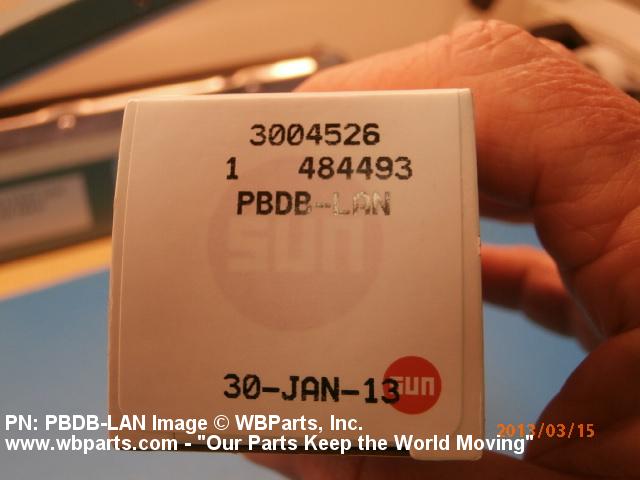 3004526
1 484493
PBDB-LAN
sun
30-JAN-13 sun
PN: PBDB-LAN Image © WBParts, Inc.
2013/03/15
www.wbparts.com - "Our Parts Keep the World Moving"